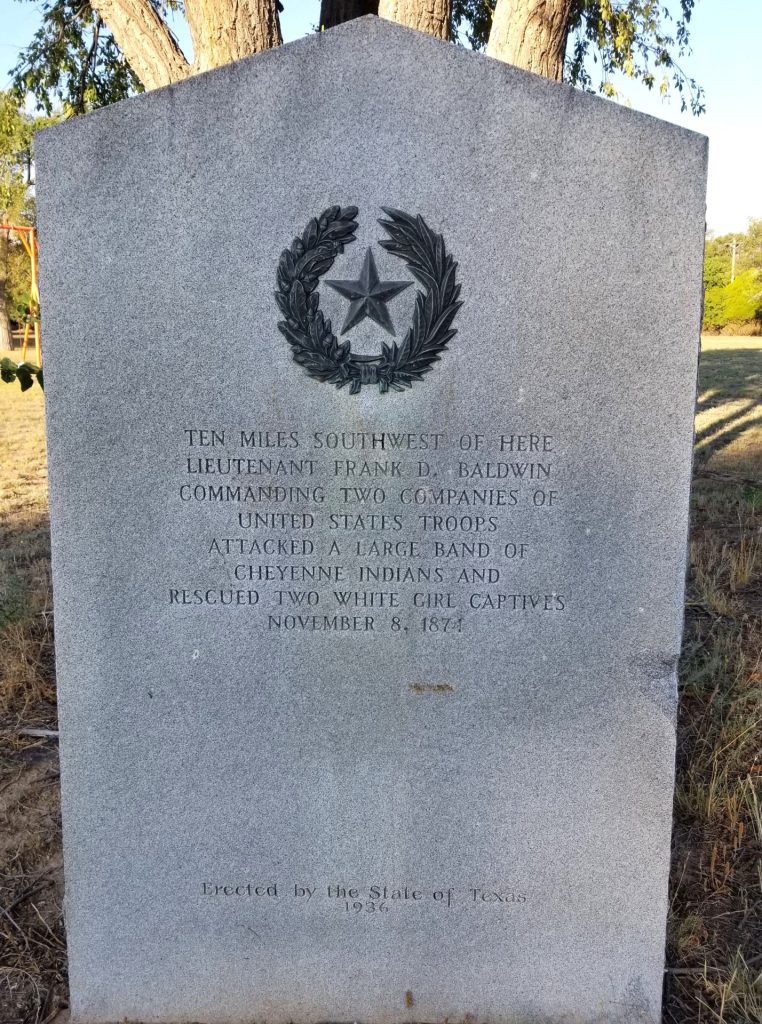 TEN MILES SOUTHWEST OF HERE
LIEUTENANT FRANK D. BALDWIN
COMMANDING TWO COMPANIES OF
UNITED STATES TROOPS
ATTACKED A LARGE BAND OF
CHEYENNE INDIANS AND
RESCUED TWO WHITE GIRL CAPTIVES
NOVEMBER 8, 1874
Erected by the State of Texas
1936